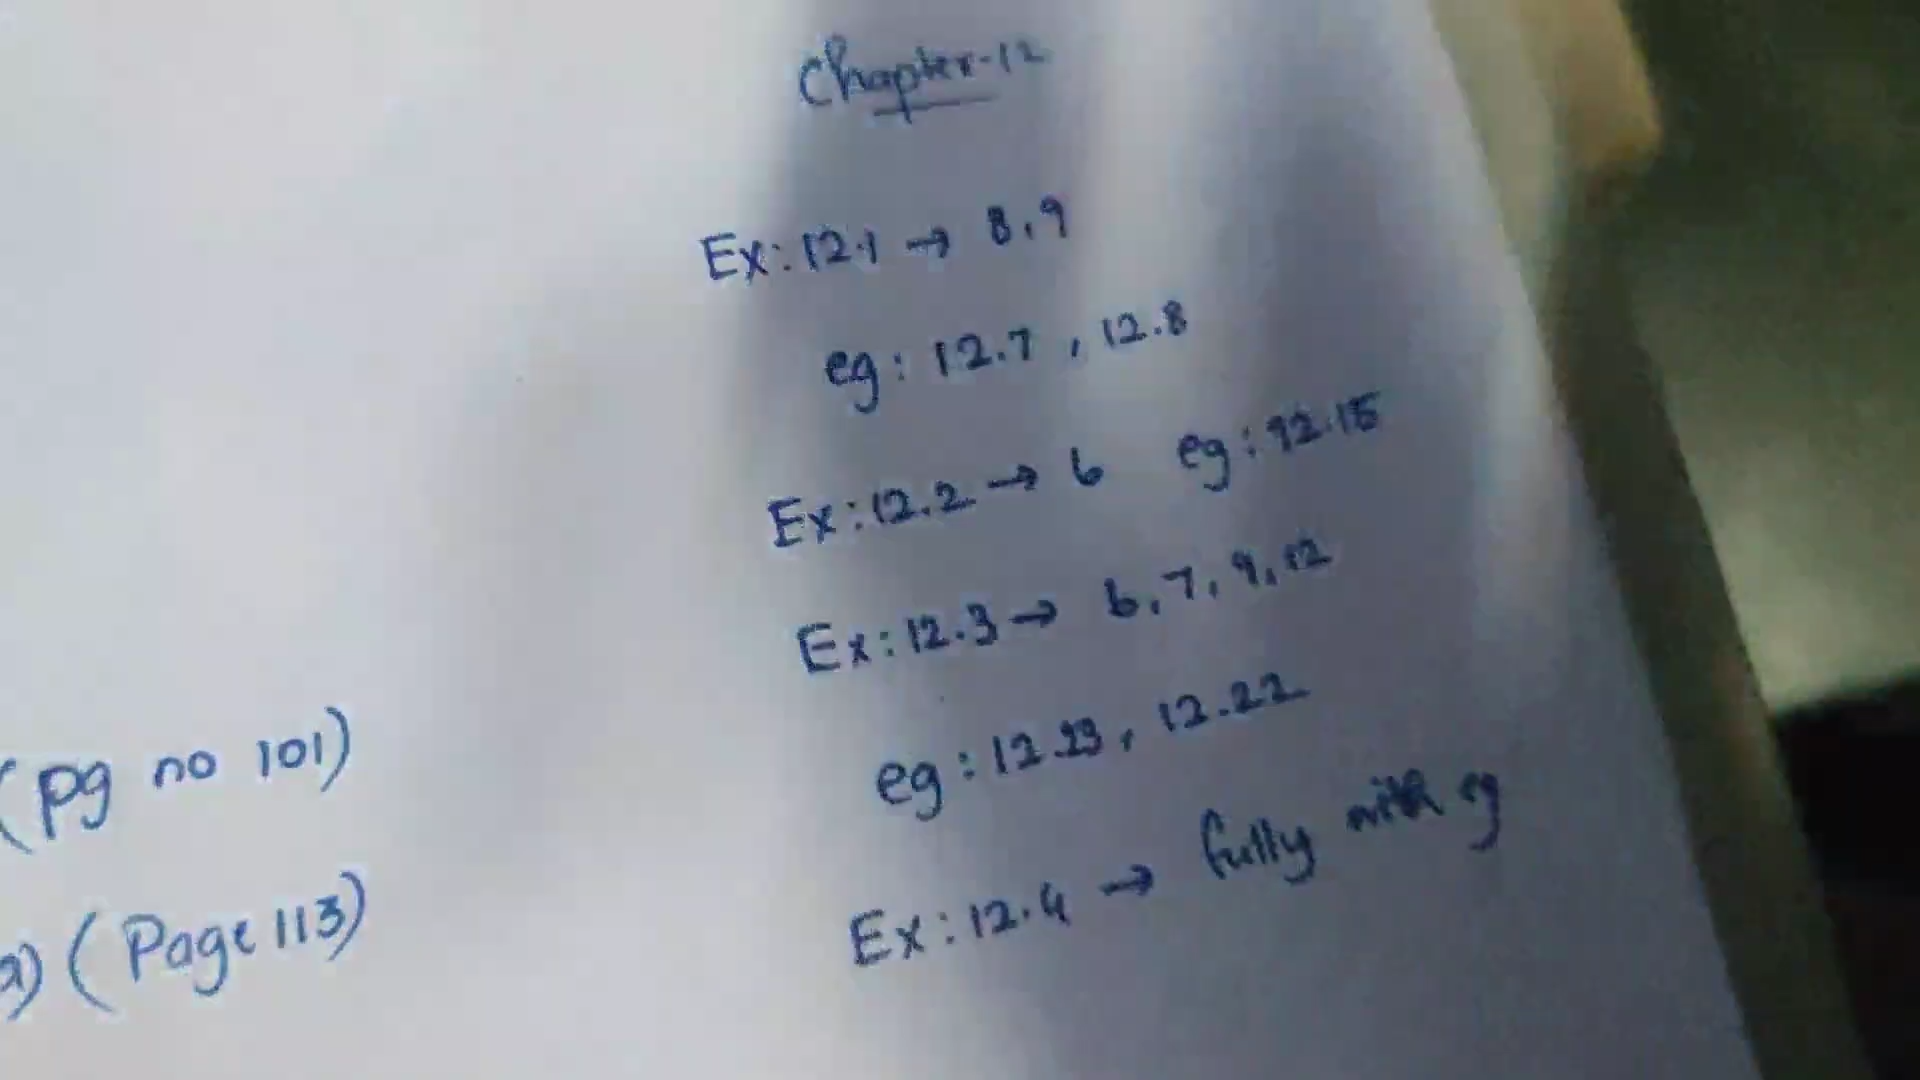 Chapter-12
Ex: 12.1 → 8,9
eg: 12.7, 12.8
Ex: 12.2 → 6 eg: 12.15
Ex: 12.3 → 6, 7, 9, 12
eg: 12.23, 12.22
Ex: 12.4 → fully with eg
(pg no 101)
(Page 113)